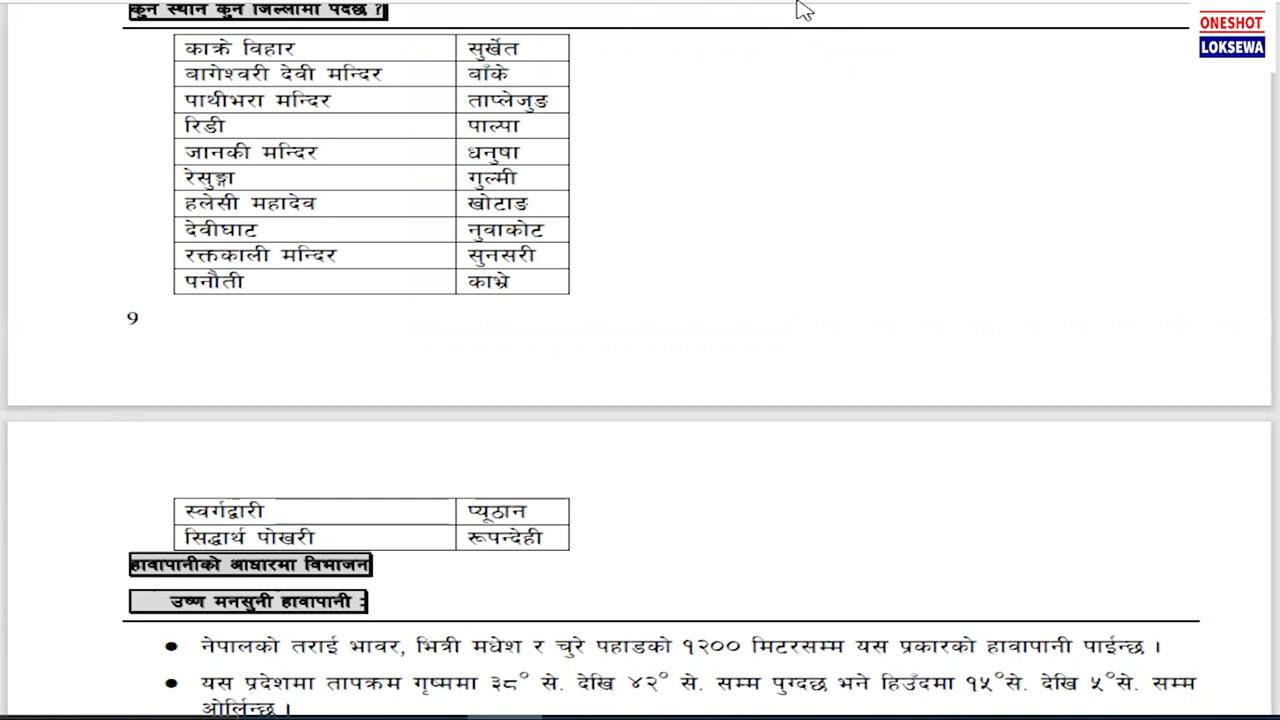 कुन स्थान कुन जिल्लामा पर्दछ ?
ONESHOT
LOKSEWA
काक्रे विहार सुर्खेत
बागेश्वरी देवी मन्दिर बाँके
पाथीभरा मन्दिर ताप्लेजुङ
रिडी पाल्पा
जानकी मन्दिर धनुषा
रेसुङ्गा गुल्मी
हलेसी महादेव खोटाङ
देवीघाट नुवाकोट
रक्तकाली मन्दिर सुनसरी
पनौती काभ्रे
9
स्वर्गद्वारी प्यूठान
सिद्धार्थ पोखरी रूपन्देही
हावापानीको आधारमा विभाजन
उष्ण मनसुनी हावापानी :
● नेपालको तराई भावर, भित्री मधेश र चुरे पहाडको १२०० मिटरसम्म यस प्रकारको हावापानी पाईन्छ ।
● यस प्रदेशमा तापक्रम गृष्ममा ३८° से. देखि ४२° से. सम्म पुग्दछ भने हिउँदमा १५°से. देखि ५°से. सम्म
ओर्लिन्छ ।